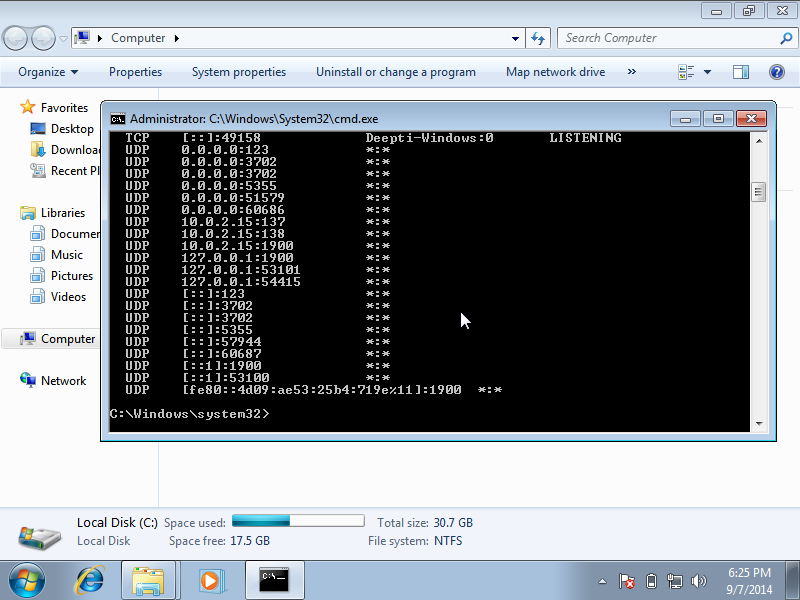 Computer
Search Computer
Organize
Properties
System properties
Uninstall or change a program
Map network drive
»
Favorites
Desktop
Downloa
Recent Pl
Libraries
Documen
Music
Pictures
Videos
Computer
Network
Administrator: C:\Windows\System32\cmd.exe
TCP [::]:49158 Deepti-Windows:0 LISTENING
UDP 0.0.0.0:123 *:*
UDP 0.0.0.0:3702 *:*
UDP 0.0.0.0:3702 *:*
UDP 0.0.0.0:5355 *:*
UDP 0.0.0.0:51579 *:*
UDP 0.0.0.0:60686 *:*
UDP 10.0.2.15:137 *:*
UDP 10.0.2.15:138 *:*
UDP 10.0.2.15:1900 *:*
UDP 127.0.0.1:1900 *:*
UDP 127.0.0.1:53101 *:*
UDP 127.0.0.1:54415 *:*
UDP [::]:123 *:*
UDP [::]:3702 *:*
UDP [::]:3702 *:*
UDP [::]:5355 *:*
UDP [::]:57944 *:*
UDP [::]:60687 *:*
UDP [::1]:1900 *:*
UDP [::1]:53100 *:*
UDP [fe80::4d09:ae53:25b4:719e%11]:1900 *:*
C:\Windows\system32>
Local Disk (C:) Space used: Total size: 30.7 GB
Local Disk Space free: 17.5 GB File system: NTFS
6:25 PM
9/7/2014